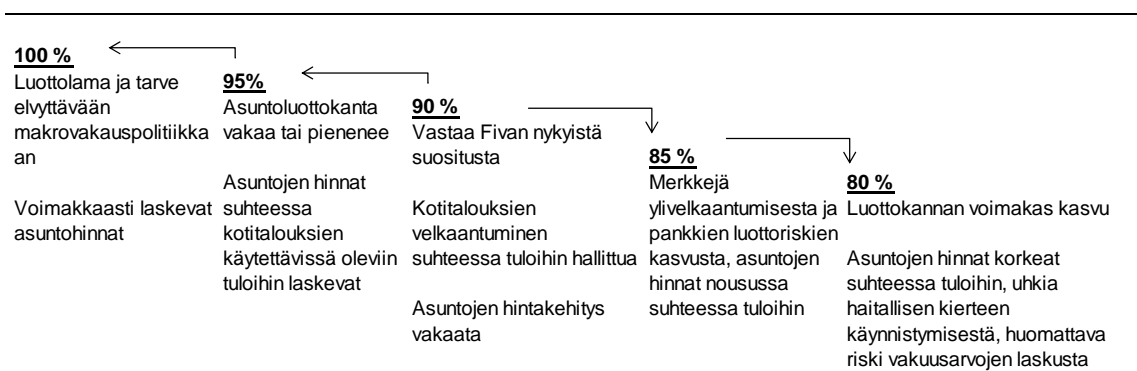 100 %
Luottolama ja tarve
elvyttävään
makrovakauspolitiikka
an
Voimakkaasti laskevat
asuntohinnat
95%
Asuntoluottokanta
vakaa tai pienenee
Asuntojen hinnat
suhteessa
kotitalouksien
käytettävissä oleviin
tuloihin laskevat
90 %
Vastaa Fivan nykyistä
suositusta
Kotitalouksien
velkaantuminen
suhteessa tuloihin hallittua
Asuntojen hintakehitys
vakaata
85 %
Merkkejä
ylivelkaantumisesta ja
pankkien luottoriskien
kasvusta, asuntojen
hinnat nousussa
suhteessa tuloihin
80 %
Luottokannan voimakas kasvu
Asuntojen hinnat korkeat
suhteessa tuloihin, uhkia
haitallisen kierteen
käynnistymisestä, huomattava
riski vakuusarvojen laskusta